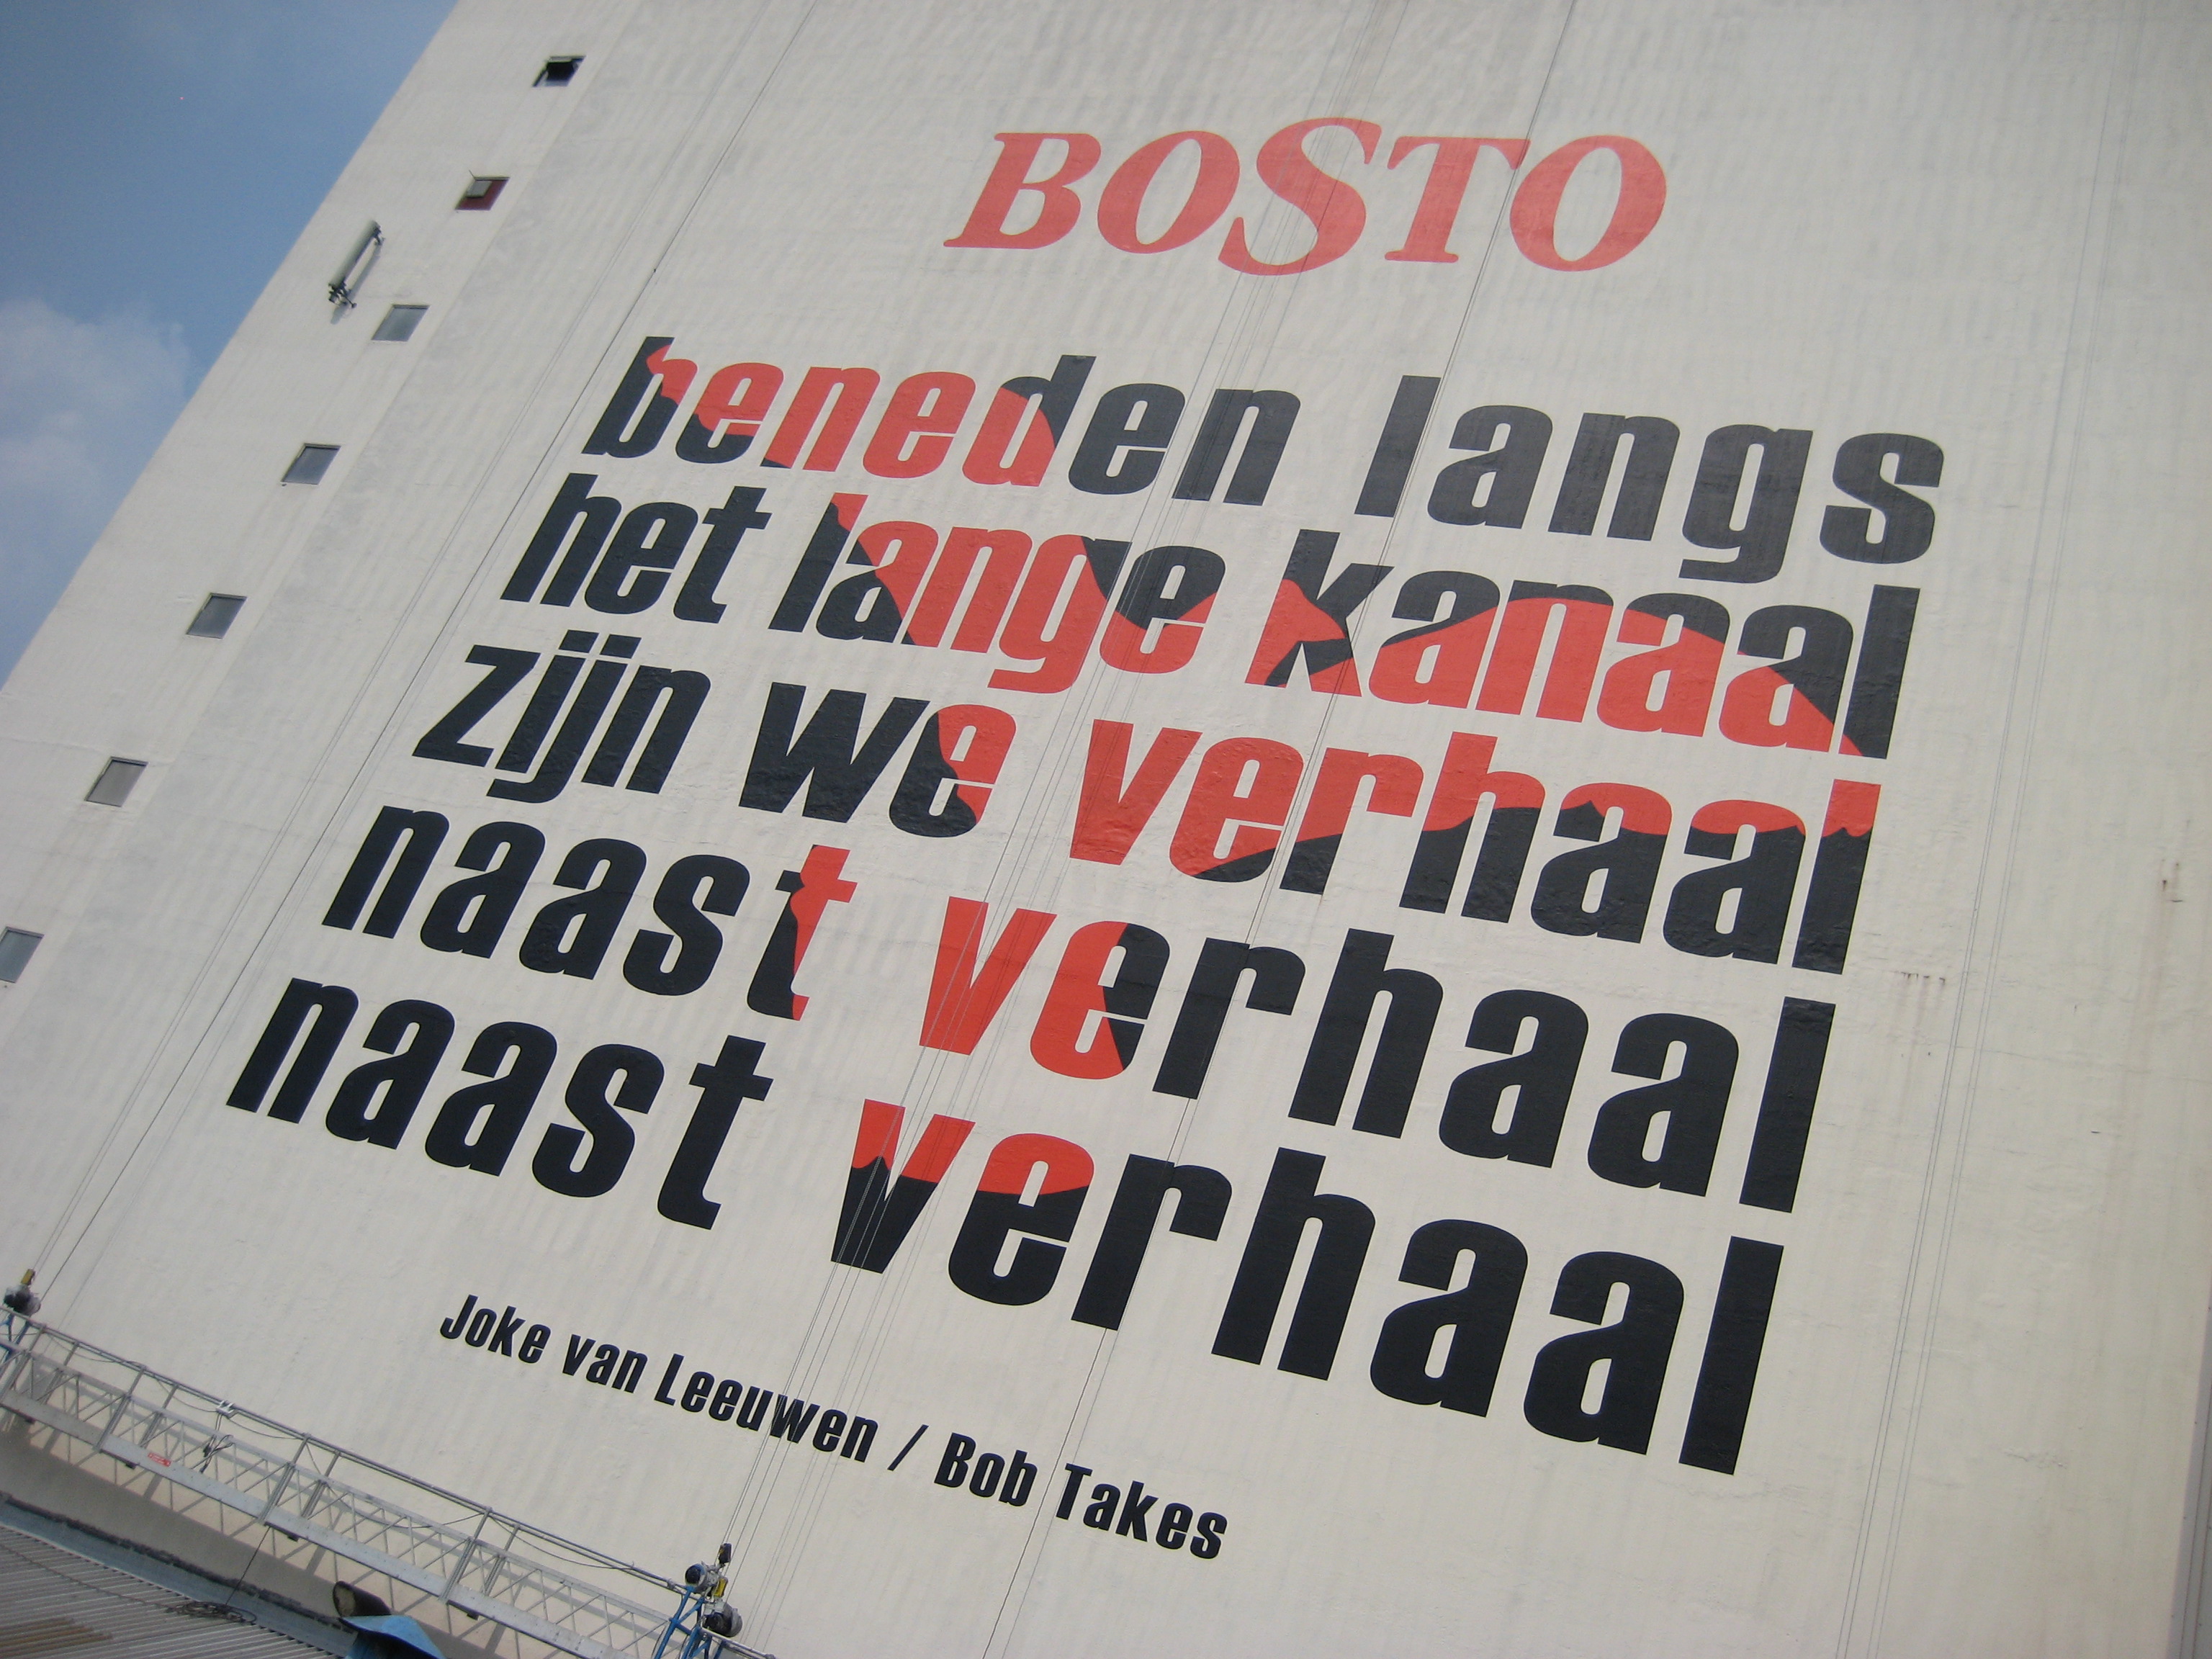 BOSTO
beneden langs
het lange kanaal
zijn we verhaal
naast verhaal
naast verhaal
Joke van Leeuwen / Bob Takes